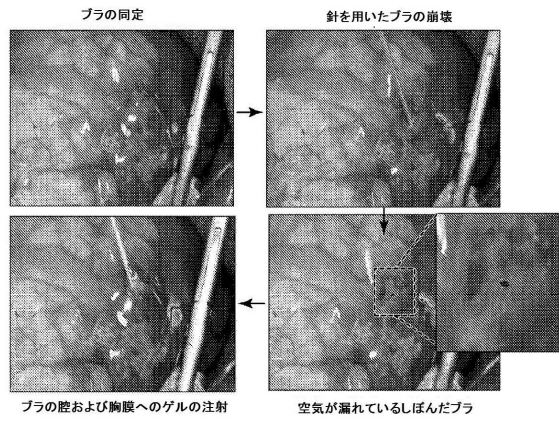 ブラの同定
針を用いたブラの崩壊
空気が漏れているしぼんだブラ
ブラの腔および胸膜へのゲルの注射